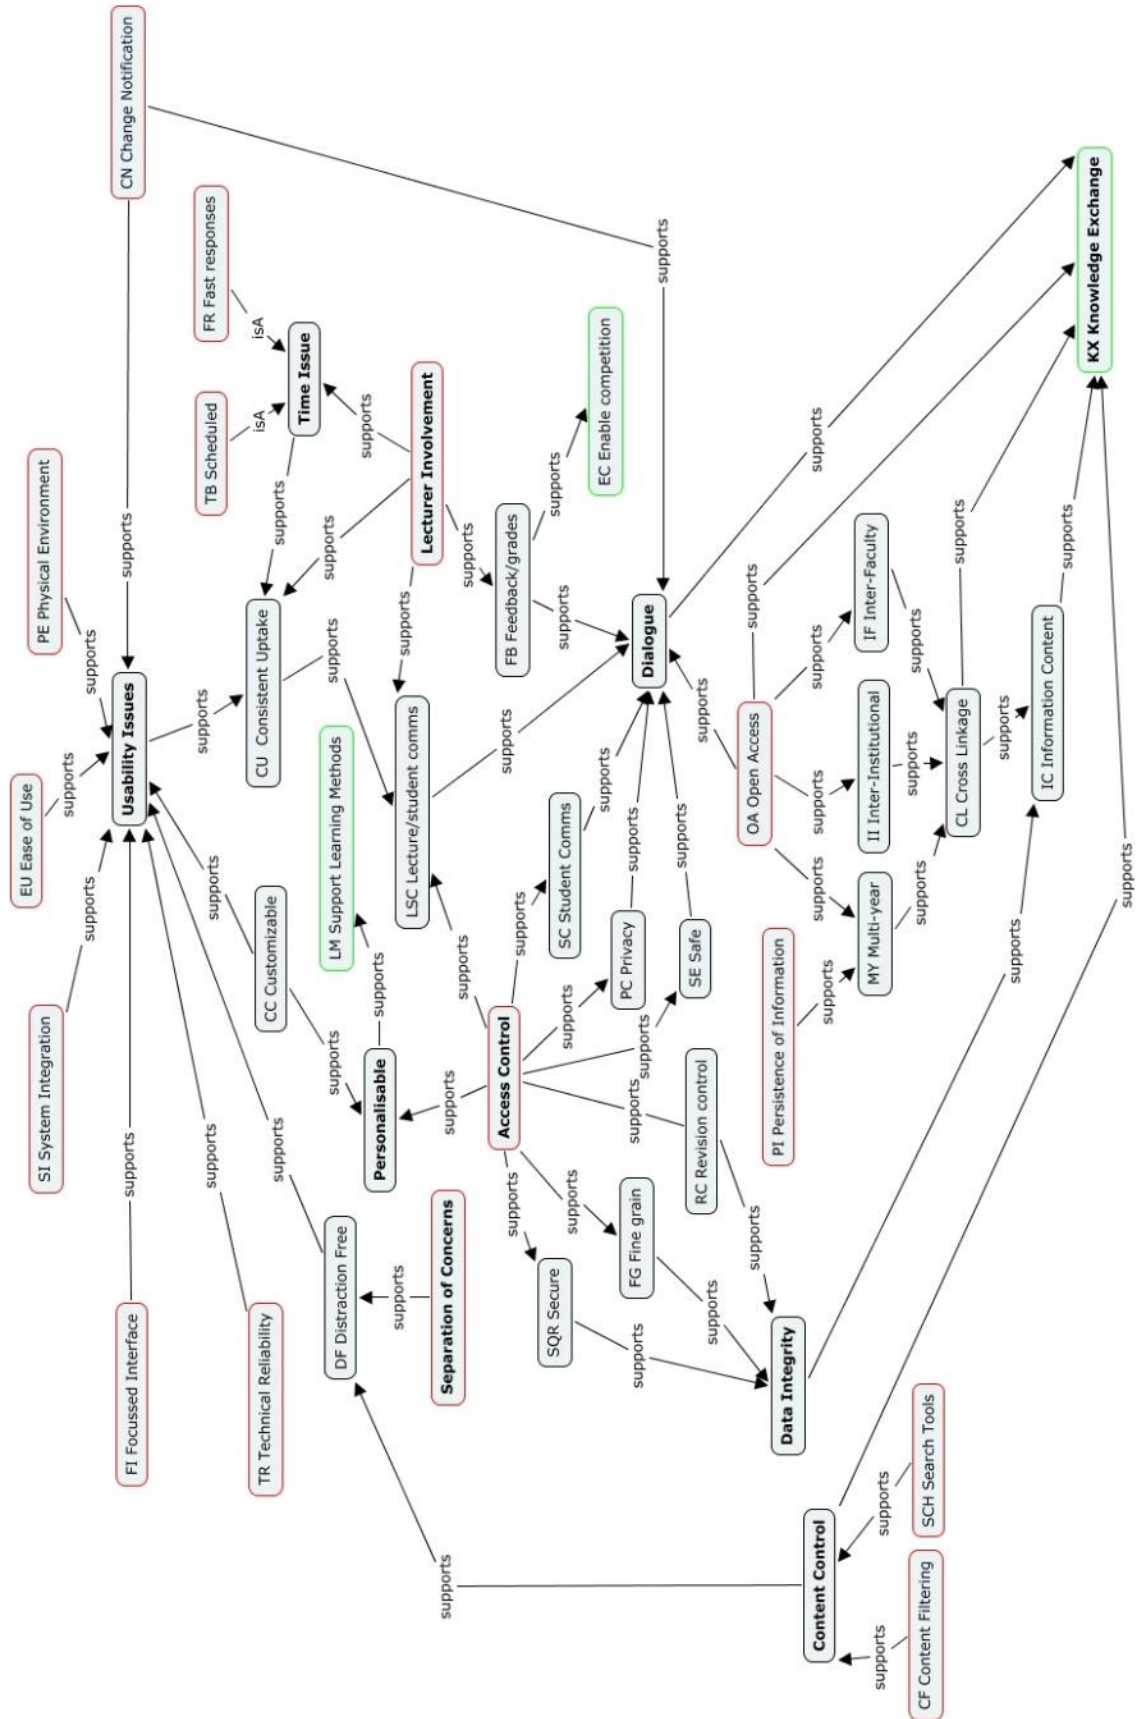 EU Ease of Use
SI System Integration
PE Physical Environment
supports
supports
supports
FI Focussed Interface
supports
Usability Issues
supports
CN Change Notification
supports
supports
supports
TB Scheduled
FR Fast responses
TR Technical Reliability
supports
CC Customizable
CU Consistent Uptake
supports
isA
isA
Time Issue
DF Distraction Free
supports
LM Support Learning Methods
supports
supports
supports
Personalisable
supports
supports
LSC Lecture/student comms
supports
Lecturer Involvement
supports
Separation of Concerns
supports
supports
supports
supports
Access Control
supports
supports
FB Feedback/grades
supports
SQR Secure
supports
supports
SC Student Comms
supports
EC Enable competition
supports
supports
FG Fine grain
supports
supports
PC Privacy
supports
Dialogue
supports
supports
RC Revision control
SE Safe
supports
supports
supports
OA Open Access
supports
Data Integrity
PI Persistence of Information
supports
supports
supports
supports
Content Control
supports
MY Multi-year
II Inter-Institutional
IF Inter-Faculty
supports
supports
supports
supports
supports
CF Content Filtering
SCH Search Tools
CL Cross Linkage
supports
supports
supports
IC Information Content
supports
KX Knowledge Exchange
supports